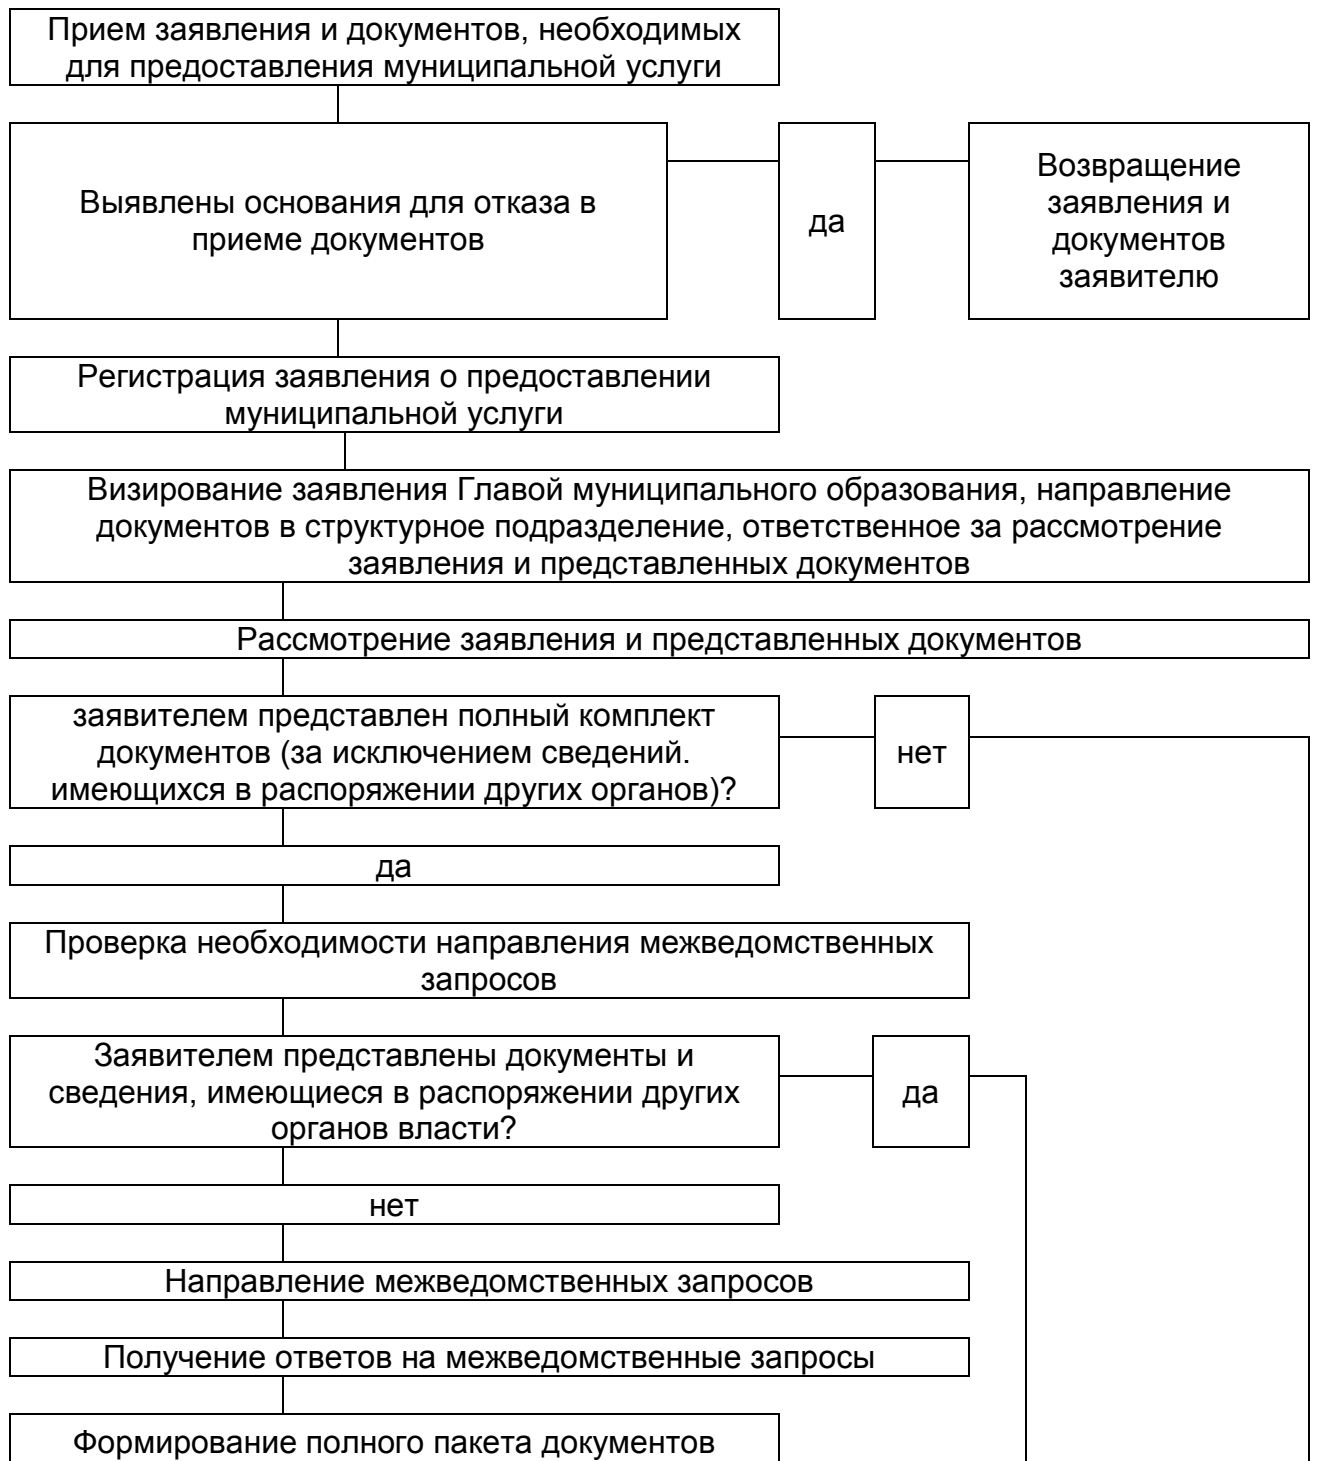 Прием заявления и документов, необходимых
для предоставления муниципальной услуги
Выявлены основания для отказа в
приеме документов
да
Возвращение
заявления и
документов
заявителю
Регистрация заявления о предоставлении
муниципальной услуги
Визирование заявления Главой муниципального образования, направление
документов в структурное подразделение, ответственное за рассмотрение
заявления и представленных документов
Рассмотрение заявления и представленных документов
заявителем представлен полный комплект
документов (за исключением сведений.
имеющихся в распоряжении других органов)?
нет
да
Проверка необходимости направления межведомственных
запросов
Заявителем представлены документы и
сведения, имеющиеся в распоряжении других
органов власти?
да
нет
Направление межведомственных запросов
Получение ответов на межведомственные запросы
Формирование полного пакета документов